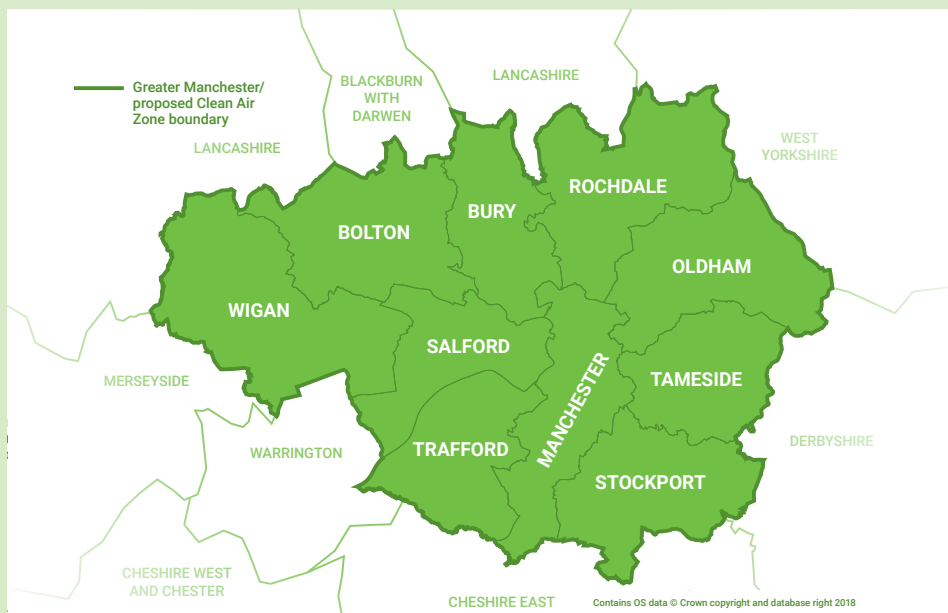 Greater Manchester/
proposed Clean Air
Zone boundary
BLACKBURN
WITH
DARWEN
LANCASHIRE
LANCASHIRE
WEST
YORKSHIRE
ROCHDALE
BURY
BOLTON
OLDHAM
WIGAN
SALFORD
MANCHESTER
TAMESIDE
MERSEYSIDE
WARRINGTON
TRAFFORD
DERBYSHIRE
STOCKPORT
CHESHIRE WEST
AND CHESTER
CHESHIRE EAST
Contains OS data © Crown copyright and database right 2018